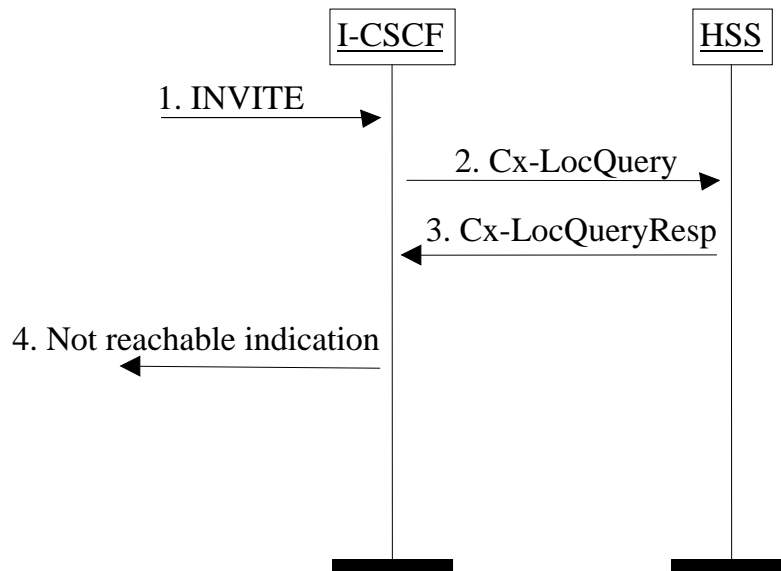 I-CSCF
HSS
1. INVITE
2. Cx-LocQuery
3. Cx-LocQueryResp
4. Not reachable indication